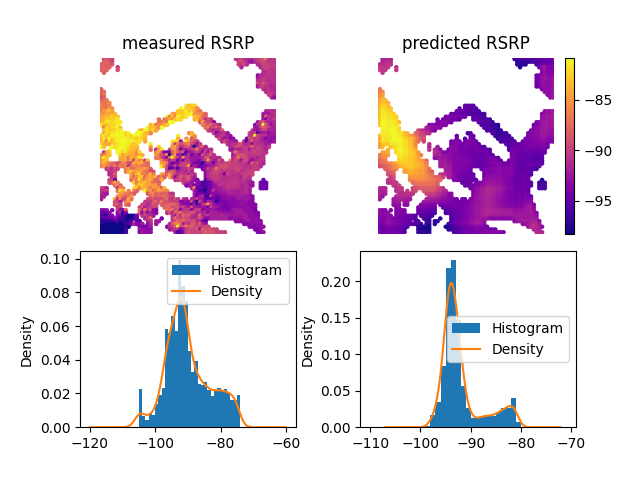 measured RSRP
predicted RSRP
−85
−90
−95
0.10
0.08
0.06
0.04
0.02
0.00
Density
Histogram
Density
−120
−100
−80
−60
0.20
0.15
0.10
0.05
0.00
Density
Histogram
Density
−110
−100
−90
−80
−70